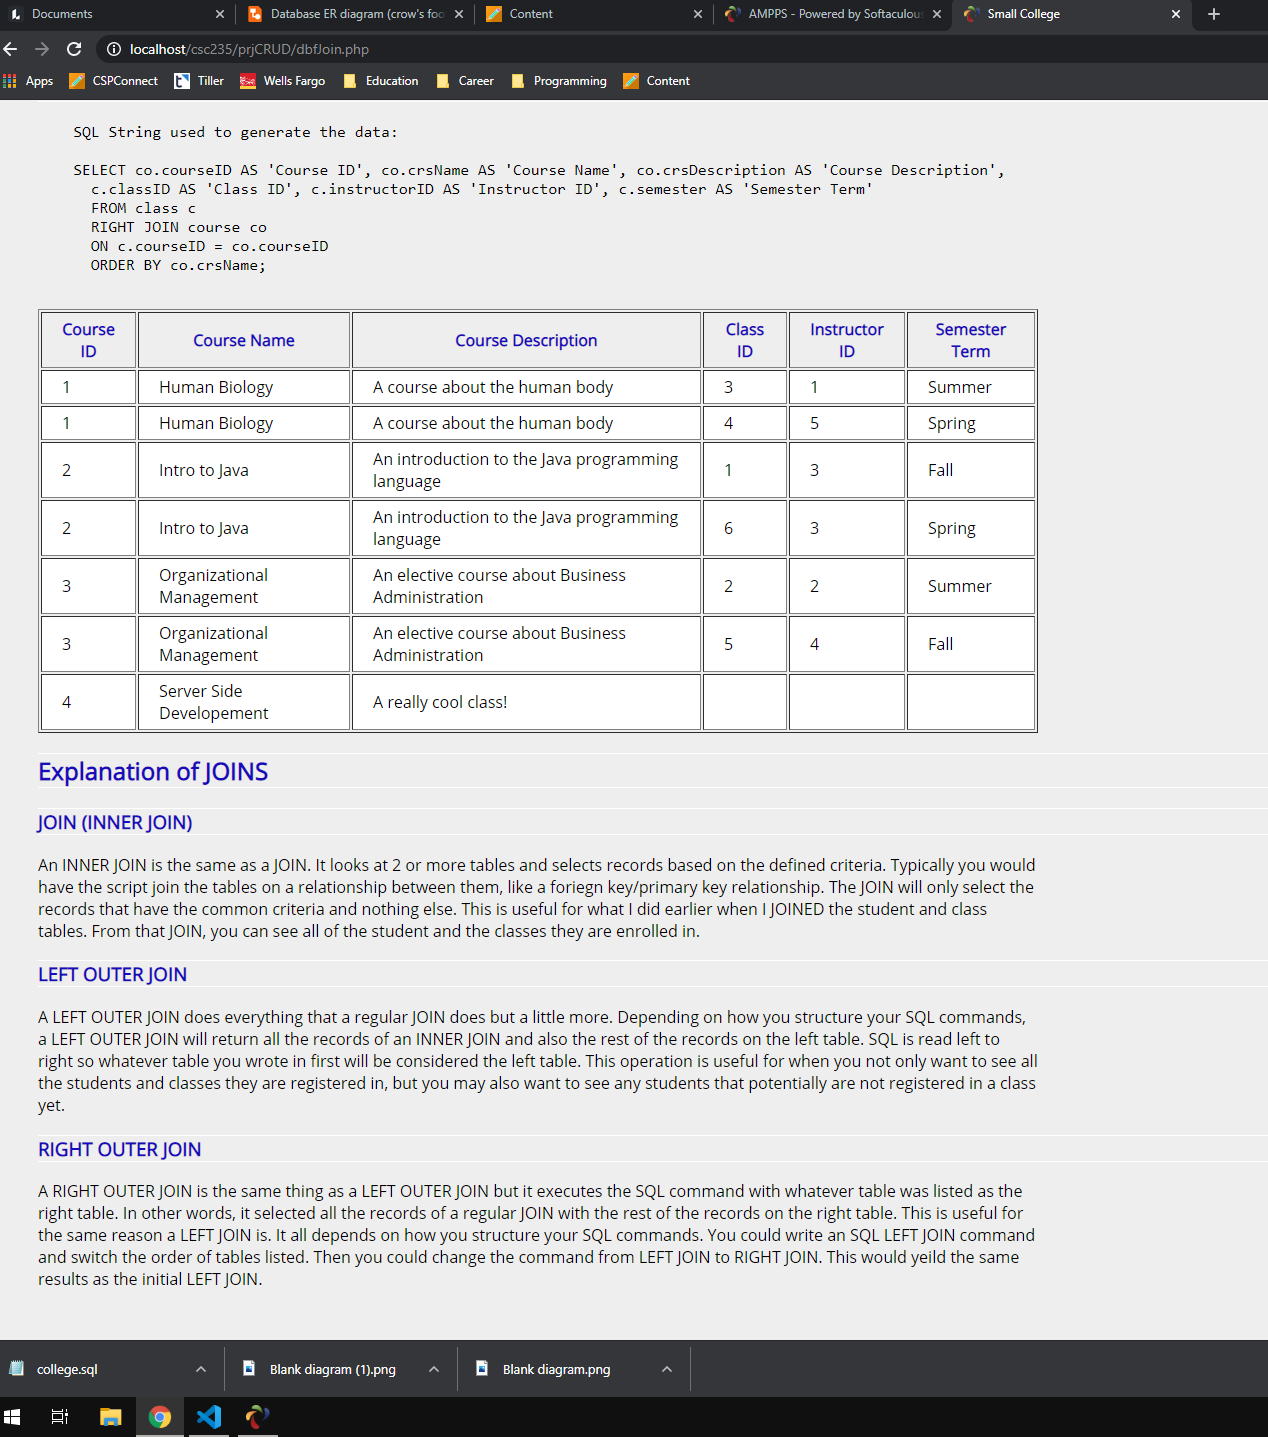 Documents
Database ER diagram (crow's foo
Content
AMPPS - Powered by Softaculou
Small College
localhost/csc235/prjCRUD/dbfJoin.php
Apps
CSPConnect
Tiller
Wells Fargo
Education
Career
Programming
Content
SQL String used to generate the data:
SELECT co.courseID AS 'Course ID', co.crsName AS 'Course Name', co.crsDescription AS 'Course Description',
c.classID AS 'Class ID', c.instructorID AS 'Instructor ID', c.semester AS 'Semester Term'
FROM class c
RIGHT JOIN course co
ON c.courseID = co.courseID
ORDER BY co.crsName;
Course ID Course Name Course Description Class ID Instructor ID Semester Term
1 Human Biology A course about the human body 3 1 Summer
1 Human Biology A course about the human body 4 5 Spring
2 Intro to Java An introduction to the Java programming language 1 3 Fall
2 Intro to Java An introduction to the Java programming language 6 3 Spring
3 Organizational Management An elective course about Business Administration 2 2 Summer
3 Organizational Management An elective course about Business Administration 5 4 Fall
4 Server Side Developement A really cool class!
Explanation of JOINS
JOIN (INNER JOIN)
An INNER JOIN is the same as a JOIN. It looks at 2 or more tables and selects records based on the defined criteria. Typically you would
have the script join the tables on a relationship between them, like a foriegn key/primary key relationship. The JOIN will only select the
records that have the common criteria and nothing else. This is useful for what I did earlier when I JOINED the student and class
tables. From that JOIN, you can see all of the student and the classes they are enrolled in.
LEFT OUTER JOIN
A LEFT OUTER JOIN does everything that a regular JOIN does but a little more. Depending on how you structure your SQL commands,
a LEFT OUTER JOIN will return all the records of an INNER JOIN and also the rest of the records on the left table. SQL is read left to
right so whatever table you wrote in first will be considered the left table. This operation is useful for when you not only want to see all
the students and classes they are registered in, but you may also want to see any students that potentially are not registered in a class
yet.
RIGHT OUTER JOIN
A RIGHT OUTER JOIN is the same thing as a LEFT OUTER JOIN but it executes the SQL command with whatever table was listed as the
right table. In other words, it selected all the records of a regular JOIN with the rest of the records on the right table. This is useful for
the same reason a LEFT JOIN is. It all depends on how you structure your SQL commands. You could write an SQL LEFT JOIN command
and switch the order of tables listed. Then you could change the command from LEFT JOIN to RIGHT JOIN. This would yeild the same
results as the initial LEFT JOIN.
college.sql
Blank diagram (1).png
Blank diagram.png